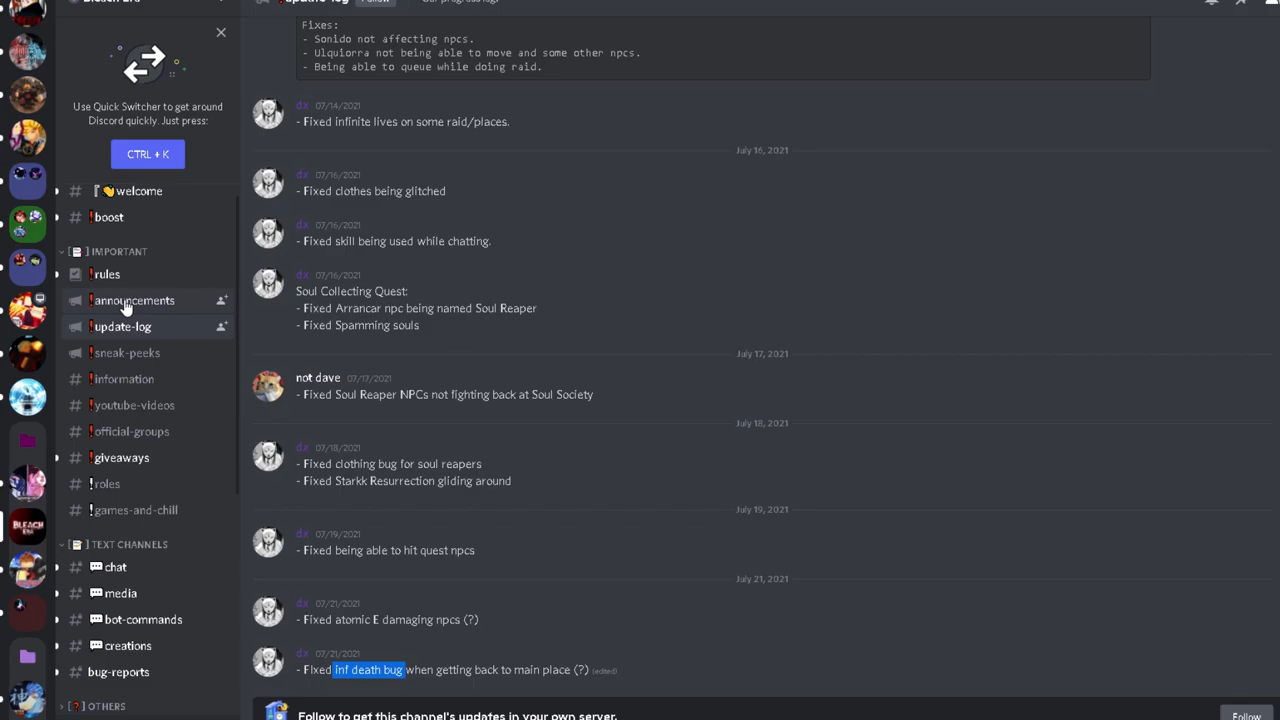 Bleach Era
Use Quick Switcher to get around
Discord quickly. Just press:
CTRL + K
welcome
boost
IMPORTANT
rules
announcements
update-log
sneak-peeks
information
youtube-videos
official-groups
giveaways
roles
games-and-chill
TEXT CHANNELS
chat
media
bot-commands
creations
bug-reports
OTHERS
BLEACH
ERA
update-log
Follow
Our progress log.
Fixes:
- Sonido not affecting npcs.
- Ulquiorra not being able to move and some other npcs.
- Being able to queue while doing raid.
dx 07/14/2021
- Fixed infinite lives on some raid/places.
July 16, 2021
dx 07/16/2021
- Fixed clothes being glitched
dx 07/16/2021
- Fixed skill being used while chatting.
dx 07/16/2021
Soul Collecting Quest:
- Fixed Arrancar npc being named Soul Reaper
- Fixed Spamming souls
July 17, 2021
not dave 07/17/2021
- Fixed Soul Reaper NPCs not fighting back at Soul Society
July 18, 2021
dx 07/18/2021
- Fixed clothing bug for soul reapers
- Fixed Starkk Resurrection gliding around
July 19, 2021
dx 07/19/2021
- Fixed being able to hit quest npcs
July 21, 2021
dx 07/21/2021
- Fixed atomic E damaging npcs (?)
dx 07/21/2021
- FIxed inf death bug when getting back to main place (?) (edited)
Follow to get this channel's updates in your own server.
Follow